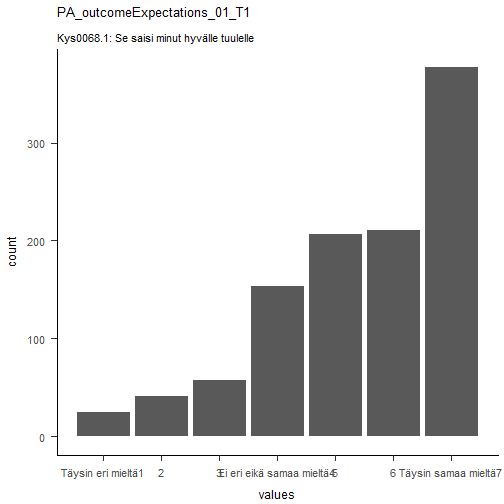 PA_outcomeExpectations_01_T1
Kys0068.1: Se saisi minut hyvälle tuulelle
300
200
100
0
count
Täysin eri mieltä1 2 3 Ei eri eikä samaa mieltä4 5 6 Täysin samaa mieltä7
values